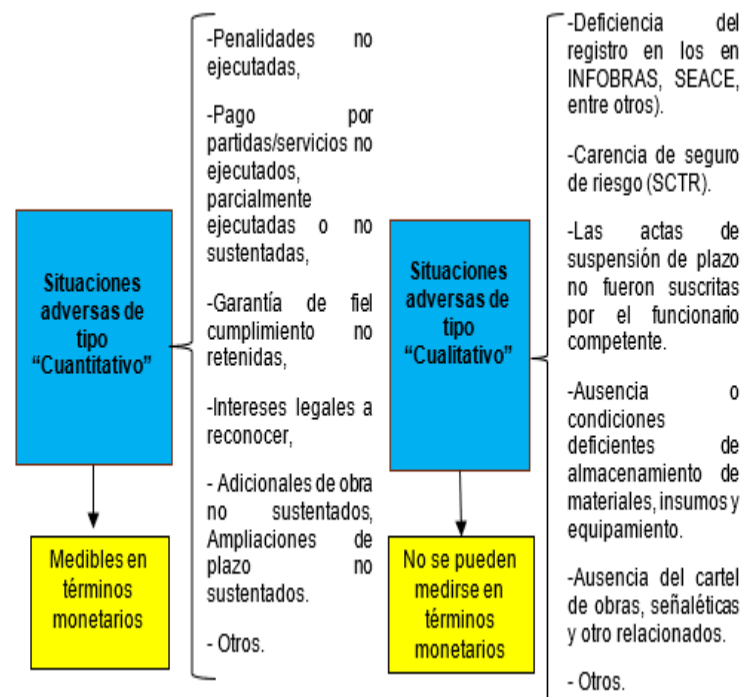 Situaciones
adversas de
tipo
“Cuantitativo”
Medibles en
términos
monetarios
-Penalidades no
ejecutadas,
-Pago por
partidas/servicios no
ejecutados,
parcialmente
ejecutadas o no
sustentadas,
-Garantía de fiel
cumplimiento no
retenidas,
-Intereses legales a
reconocer,
- Adicionales de obra
no sustentados,
Ampliaciones de
plazo no
sustentados.
- Otros.
Situaciones
adversas de
tipo
“Cualitativo”
No se pueden
medirse en
términos
monetarios
-Deficiencia del
registro en los en
INFOBRAS, SEACE,
entre otros).
-Carencia de seguro
de riesgo (SCTR).
-Las actas de
suspensión de plazo
no fueron suscritas
por el funcionario
competente.
-Ausencia o
condiciones
deficientes de
almacenamiento de
materiales, insumos y
equipamiento.
-Ausencia del cartel
de obras, señaléticas
y otro relacionados.
- Otros.